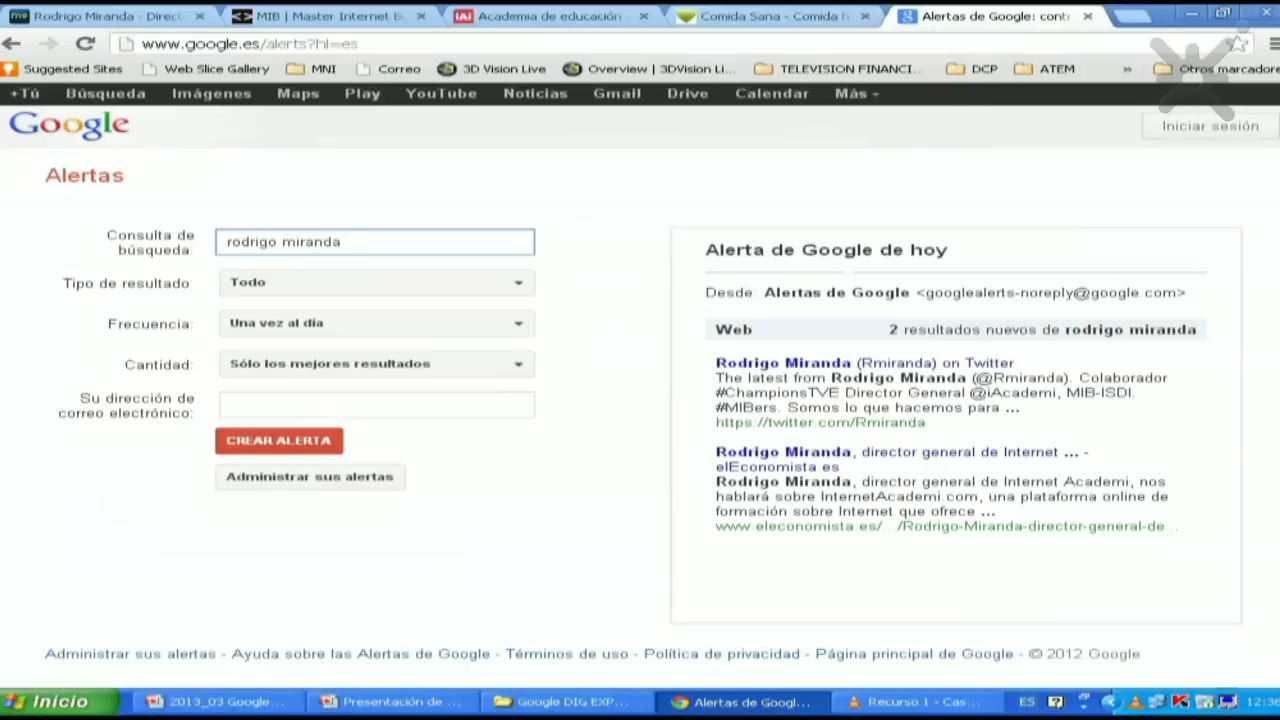 Rodrigo Miranda - Direct
MIB | Master Internet B
Academia de educación
Comida Sana - Comida f
Alertas de Google: conti
www.google.es/alerts?hl=es
Suggested Sites
Web Slice Gallery
MNI
Correo
3D Vision Live
Overview | 3DVision Li...
TELEVISION FINANCI...
DCP
ATEM
»
Otros marcadore
+Tú Búsqueda Imágenes Maps Play YouTube Noticias Gmail Drive Calendar Más
Google
Iniciar sesión
Alertas
Consulta de
búsqueda:
rodrigo miranda
Tipo de resultado:
Todo
Frecuencia:
Una vez al día
Cantidad:
Sólo los mejores resultados
Su dirección de
correo electrónico:
CREAR ALERTA
Administrar sus alertas
Alerta de Google de hoy
Desde Alertas de Google <googlealerts-noreply@google.com>
Web 2 resultados nuevos de rodrigo miranda
Rodrigo Miranda (Rmiranda) on Twitter
The latest from Rodrigo Miranda (@Rmiranda). Colaborador
#ChampionsTVE Director General @iAcademi, MIB-ISDI.
#MIBers. Somos lo que hacemos para ...
https://twitter.com/Rmiranda
Rodrigo Miranda, director general de Internet ... -
elEconomista.es
Rodrigo Miranda, director general de Internet Academi, nos
hablará sobre InternetAcademi.com, una plataforma online de
formación sobre Internet que ofrece ...
www.eleconomista.es/.../Rodrigo-Miranda-director-general-de...
Administrar sus alertas - Ayuda sobre las Alertas de Google - Términos de uso - Política de privacidad - Página principal de Google - © 2012 Google
Inicio
2013_03 Google...
Presentación de ...
Google DIG EXP...
Alertas de Googl...
Recurso 1 - Cas...
ES
12:36